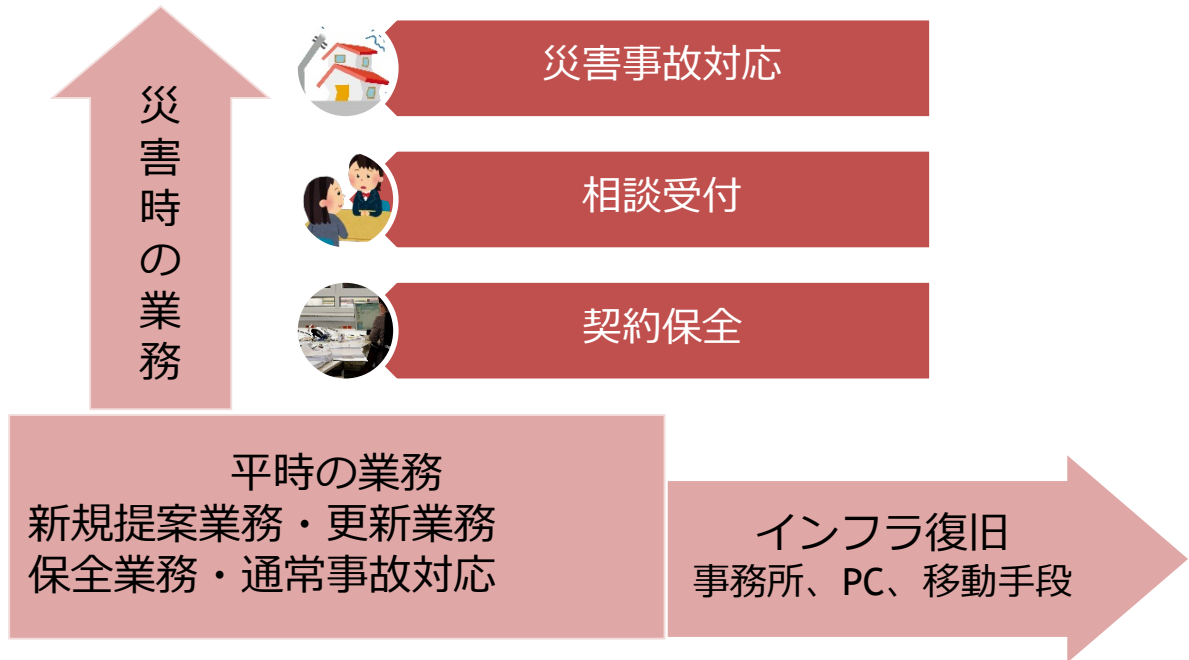 災害時の業務
災害事故対応
相談受付
契約保全
平時の業務
新規提案業務・更新業務
保全業務・通常事故対応
インフラ復旧
事務所、PC、移動手段